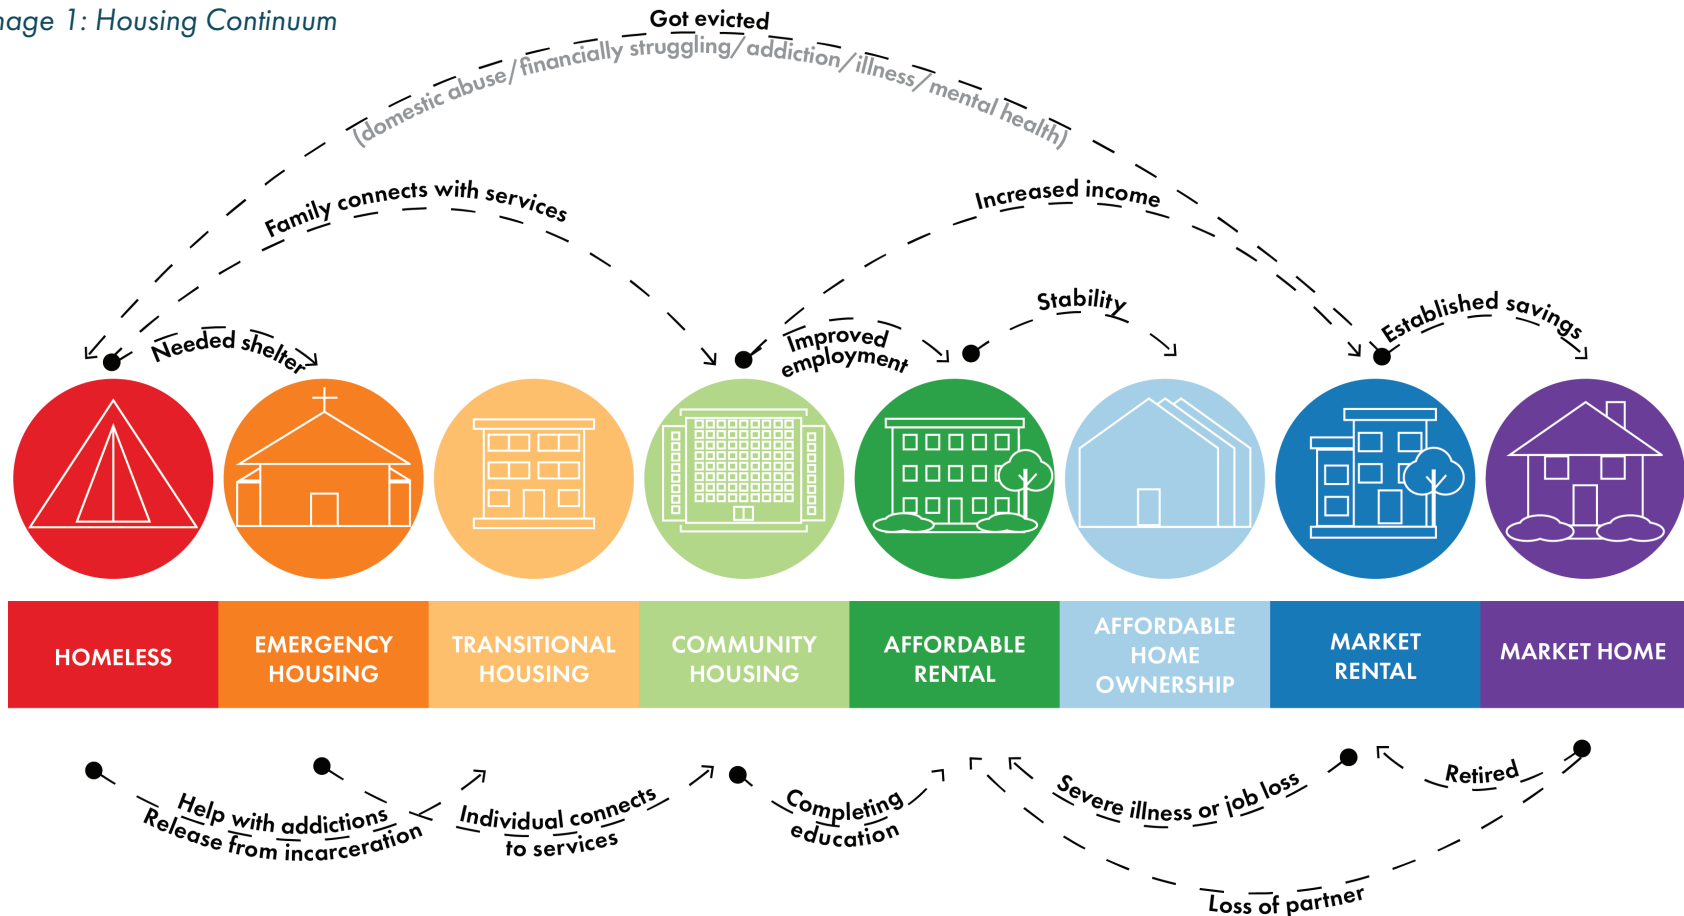 nage 1: Housing Continuum
Got evicted
(domestic abuse/financially struggling/addiction/illness/mental health)
Family connects with services
Increased income
Needed shelter
Improved
employment
Stability
Established savings
HOMELESS
EMERGENCY
HOUSING
TRANSITIONAL
HOUSING
COMMUNITY
HOUSING
AFFORDABLE
RENTAL
AFFORDABLE
HOME
OWNERSHIP
MARKET
RENTAL
MARKET HOME
Help with addictions
Release from incarceration
Individual connects
to services
Completing
education
Severe illness or job loss
Retired
Loss of partner